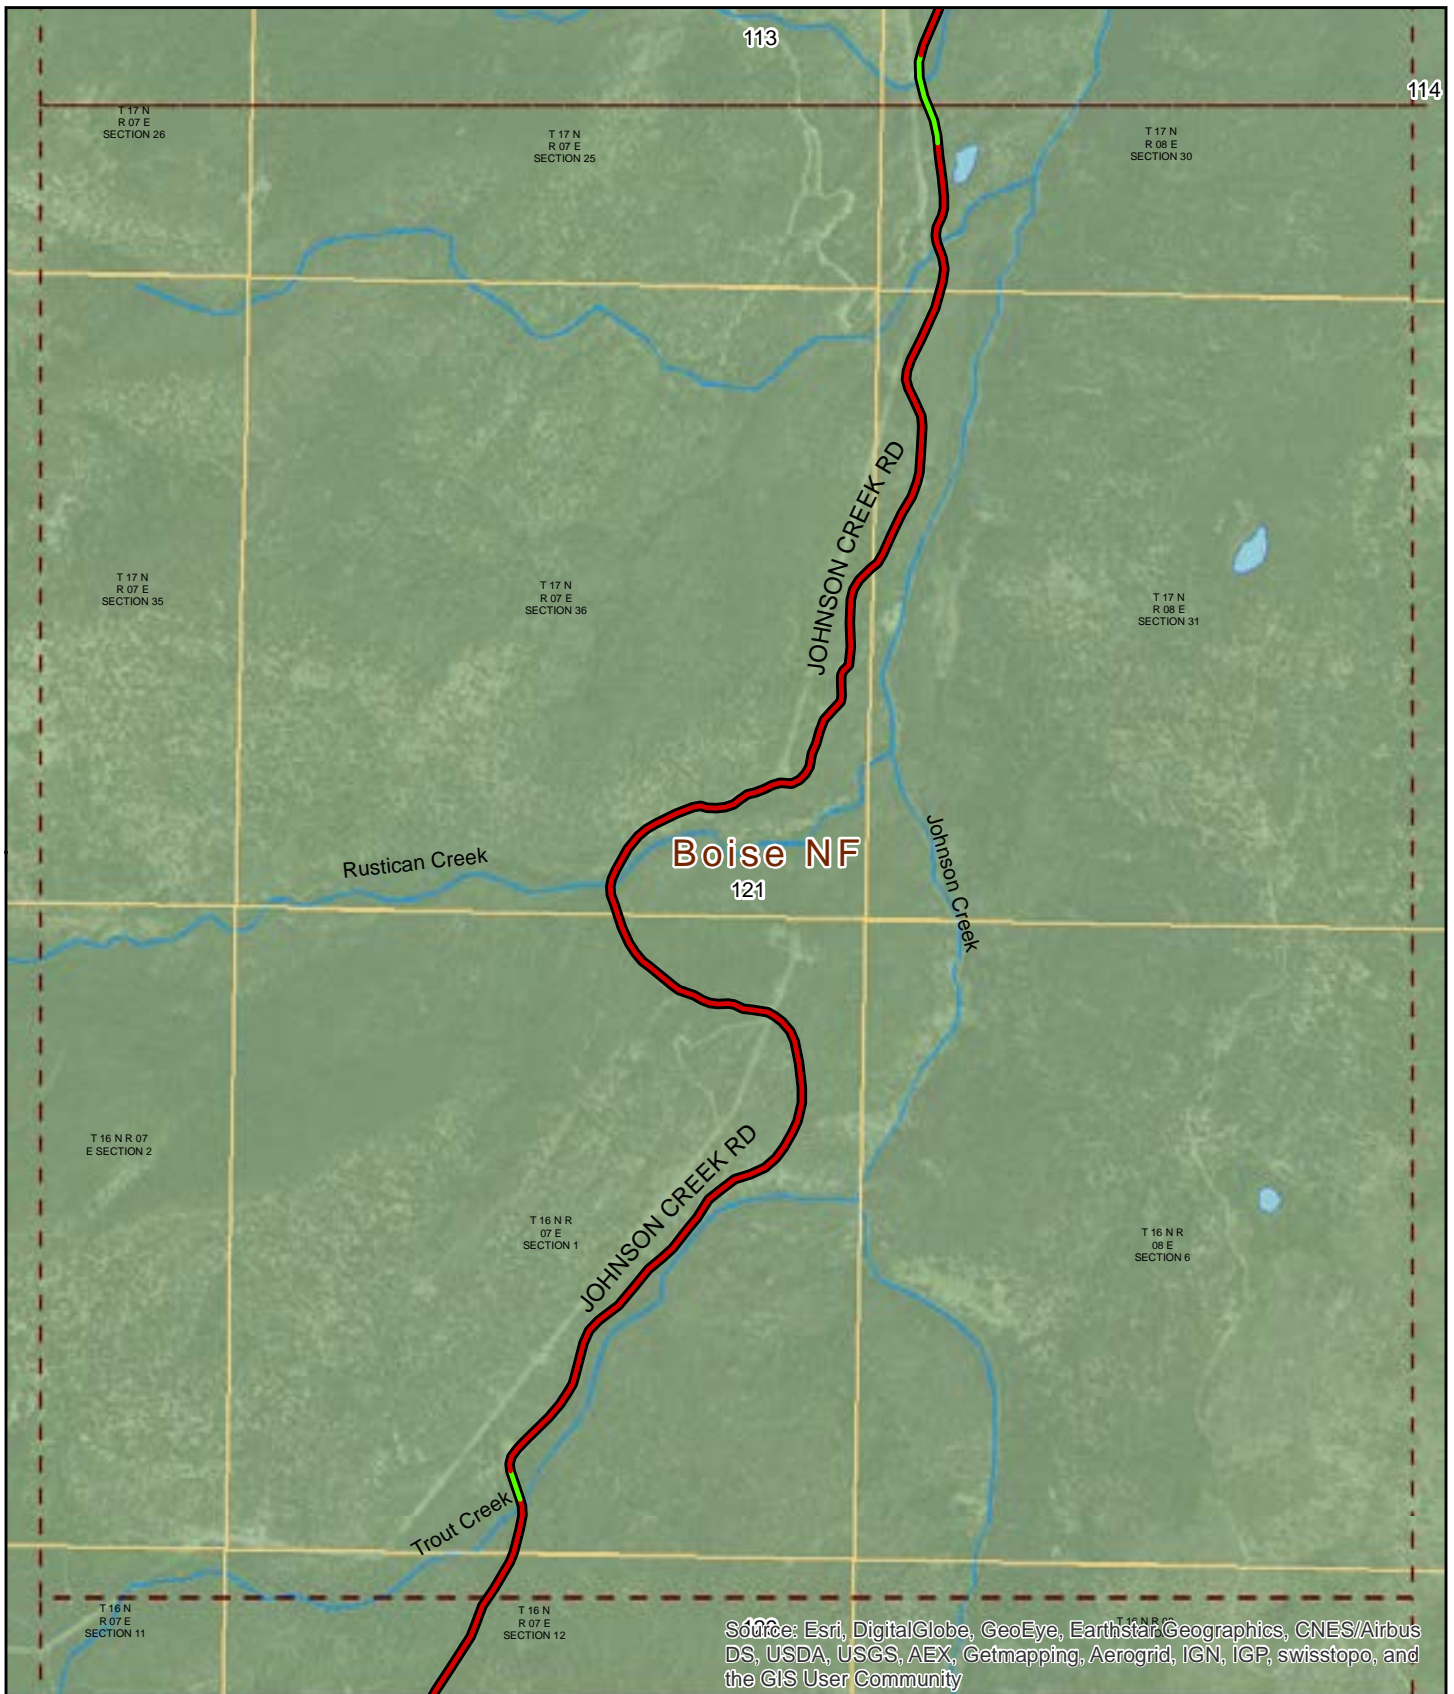 113
114
T 17 N
R 07 E
SECTION 26
T 17 N
R 07 E
SECTION 25
T 17 N
R 08 E
SECTION 30
JOHNSON CREEK RD
T 17 N
R 07 E
SECTION 35
T 17 N
R 07 E
SECTION 36
T 17 N
R 08 E
SECTION 31
Rustican Creek
Boise NF
121
Johnson Creek
T 16 N R 07
E SECTION 2
JOHNSON CREEK RD
T 16 N R
07 E
SECTION 1
T 16 N R
08 E
SECTION 6
Trout Creek
T 16 N
R 07 E
SECTION 11
T 16 N
R 07 E
SECTION 12
Source: Esri, DigitalGlobe, GeoEye, Earthstar Geographics, CNES/Airbus
DS, USDA, USGS, AEX, Getmapping, Aerogrid, IGN, IGP, swisstopo, and
the GIS User Community